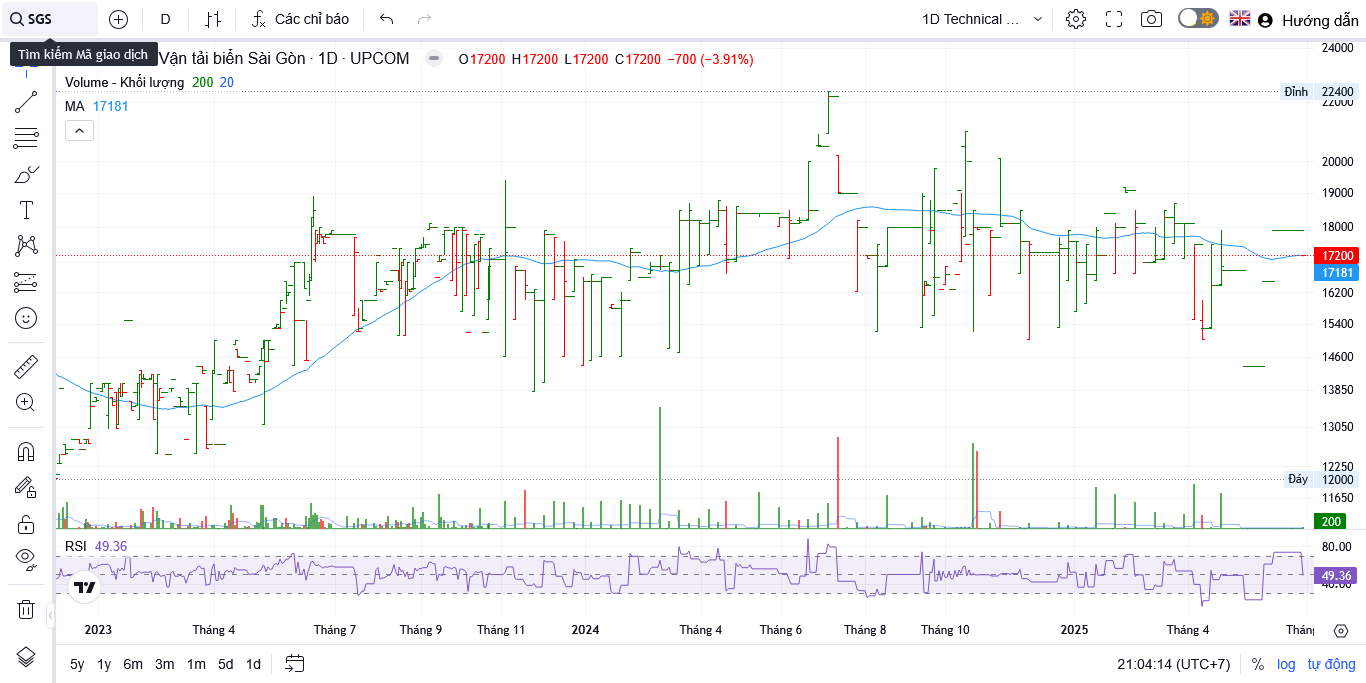 SGS D Các chỉ báo 1D Technical ... Hướng dẫn
Tìm kiếm Mã giao dịch
Vận tải biển Sài Gòn · 1D · UPCOM O17200 H17200 L17200 C17200 −700 (−3.91%)
Volume - Khối lượng 200 20
MA 17181
24000
Đỉnh 22400
22000
20000
19000
18000
17200
17181
16200
15400
14600
13850
13050
12250
Đáy 12000
11650
200
RSI 49.36
80.00
49.36
40.00
2023 Tháng 4 Tháng 7 Tháng 9 Tháng 11 2024 Tháng 4 Tháng 6 Tháng 8 Tháng 10 2025 Tháng 4 Thán
5y 1y 6m 3m 1m 5d 1d 21:04:14 (UTC+7) % log tự động